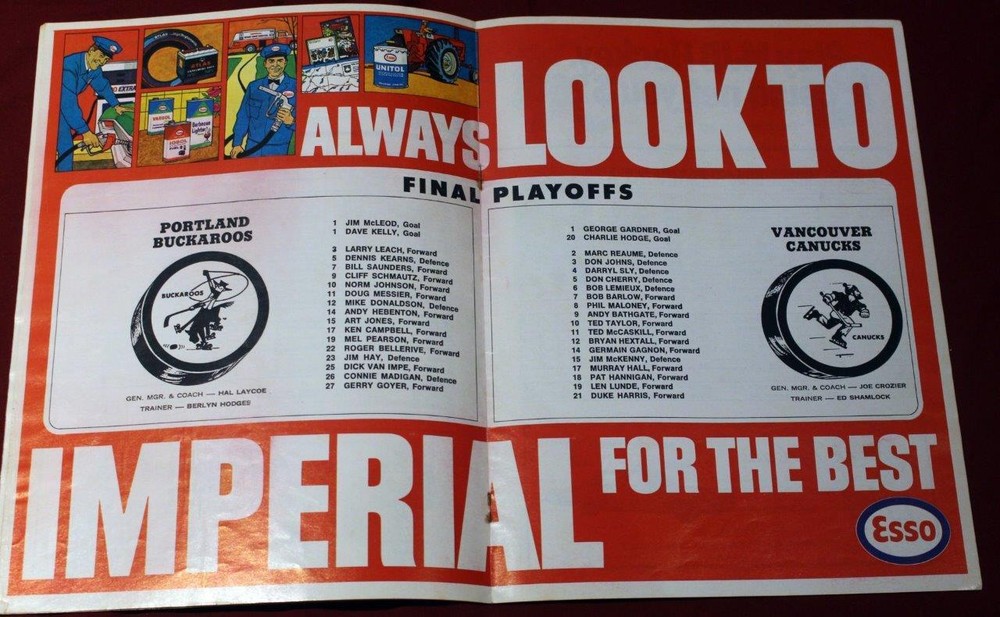 ATLAS
UNITOL
VARSOL
Esso
ALWAYS LOOK TO
FINAL PLAYOFFS
PORTLAND
BUCKAROOS
BUCKAROOS
GEN. MGR. & COACH — HAL LAYCOE
TRAINER — BERLYN HODGES
1 JIM McLEOD, Goal
1 DAVE KELLY, Goal
3 LARRY LEACH, Forward
5 DENNIS KEARNS, Defence
7 BILL SAUNDERS, Forward
9 CLIFF SCHMAUTZ, Forward
10 NORM JOHNSON, Forward
11 DOUG MESSIER, Forward
12 MIKE DONALDSON, Defence
14 ANDY HEBENTON, Forward
15 ART JONES, Forward
17 KEN CAMPBELL, Forward
19 MEL PEARSON, Forward
22 ROGER BELLERIVE, Forward
23 JIM HAY, Defence
25 DICK VAN IMPE, Forward
26 CONNIE MADIGAN, Defence
27 GERRY GOYER, Forward
1 GEORGE GARDNER, Goal
20 CHARLIE HODGE, Goal
2 MARC REAUME, Defence
3 DON JOHNS, Defence
4 DARRYL SLY, Defence
5 DON CHERRY, Defence
6 BOB LEMIEUX, Defence
7 BOB BARLOW, Forward
8 PHIL MALONEY, Forward
9 ANDY BATHGATE, Forward
10 TED TAYLOR, Forward
11 TED McCASKILL, Forward
12 BRYAN HEXTALL, Forward
14 GERMAIN GAGNON, Forward
15 JIM McKENNY, Defence
17 MURRAY HALL, Forward
18 PAT HANNIGAN, Forward
19 LEN LUNDE, Forward
21 DUKE HARRIS, Forward
VANCOUVER
CANUCKS
CANUCKS
GEN. MGR. & COACH — JOE CROZIER
TRAINER — ED SHAMLOCK
IMPERIAL FOR THE BEST
Esso